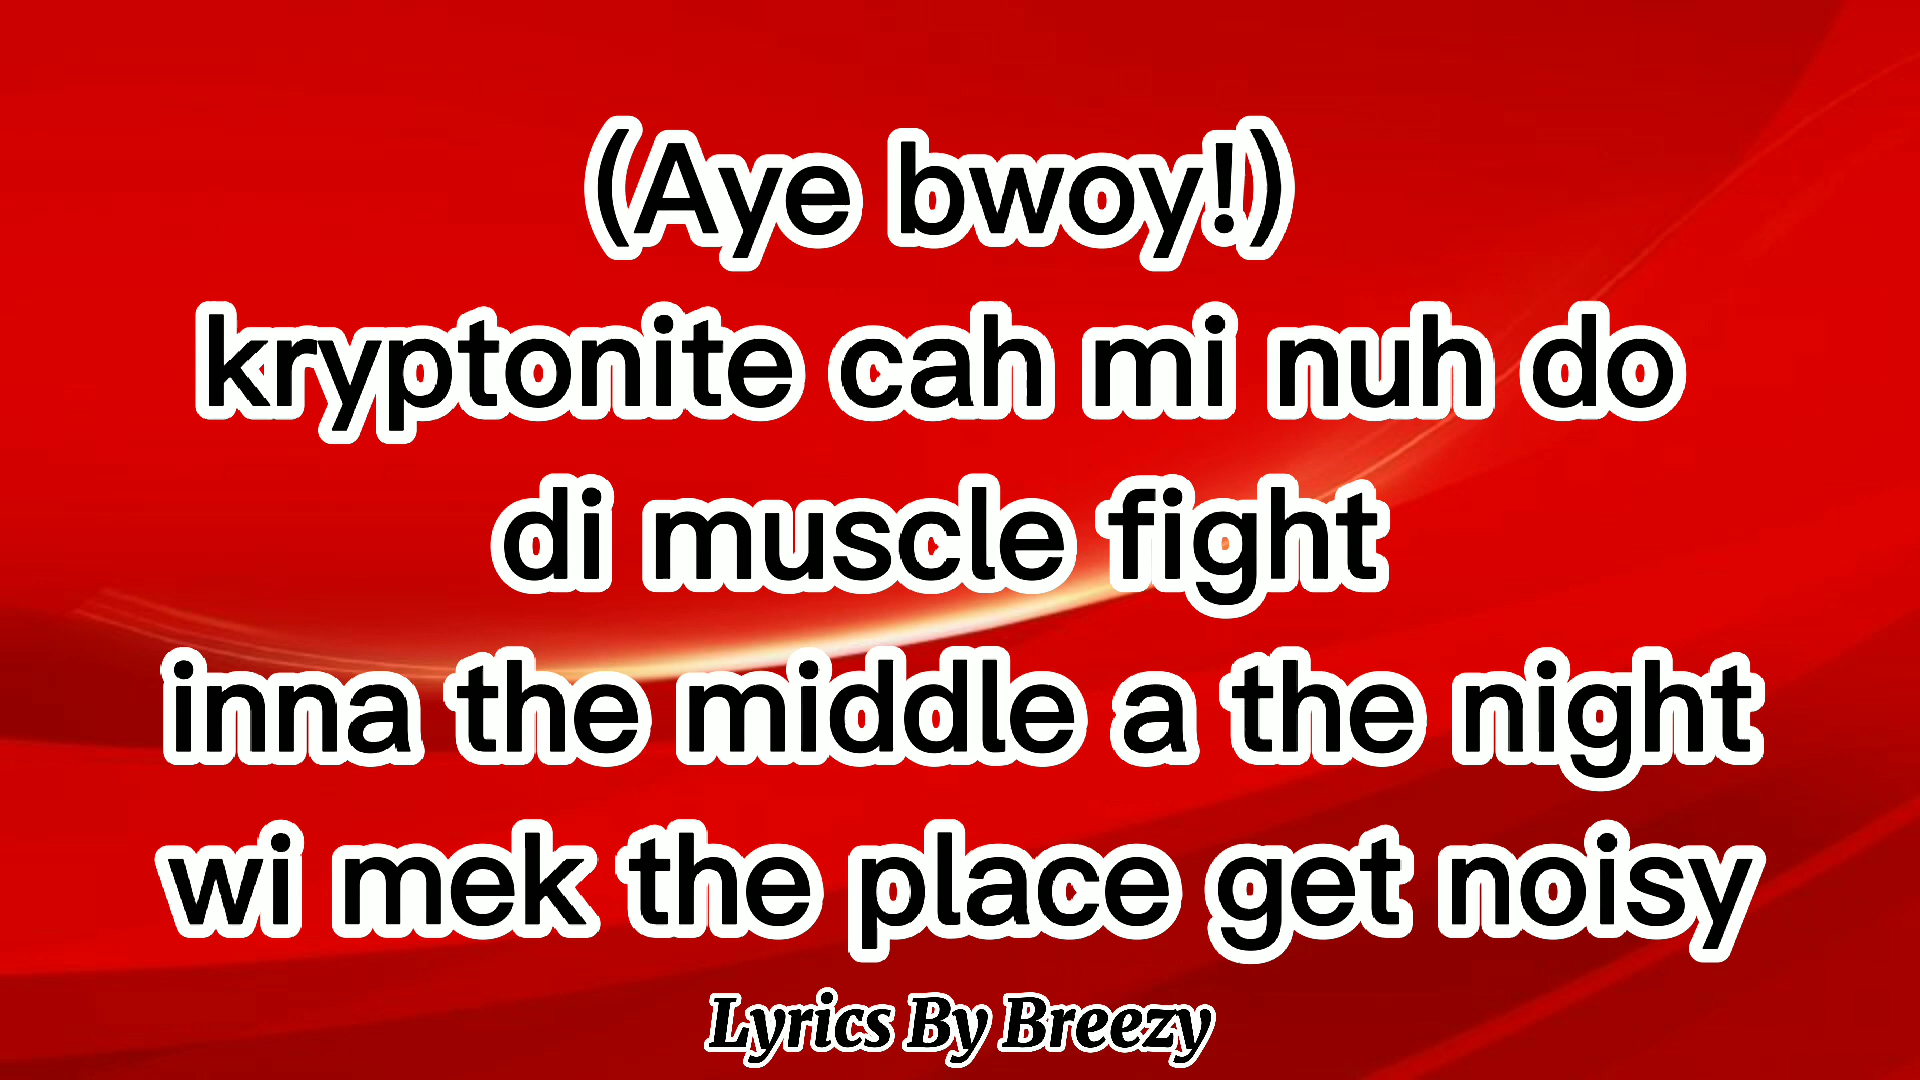 (Aye bwoy!)
kryptonite cah mi nuh do
di muscle fight
inna the middle a the night
wi mek the place get noisy
Lyrics By Breezy